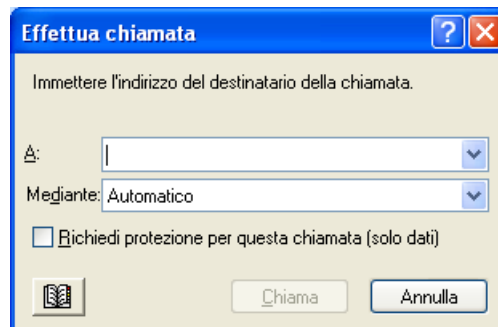 Effettua chiamata
Immettere l'indirizzo del destinatario della chiamata.
A:
Mediante: Automatico
Richiedi protezione per questa chiamata (solo dati)
Chiama Annulla